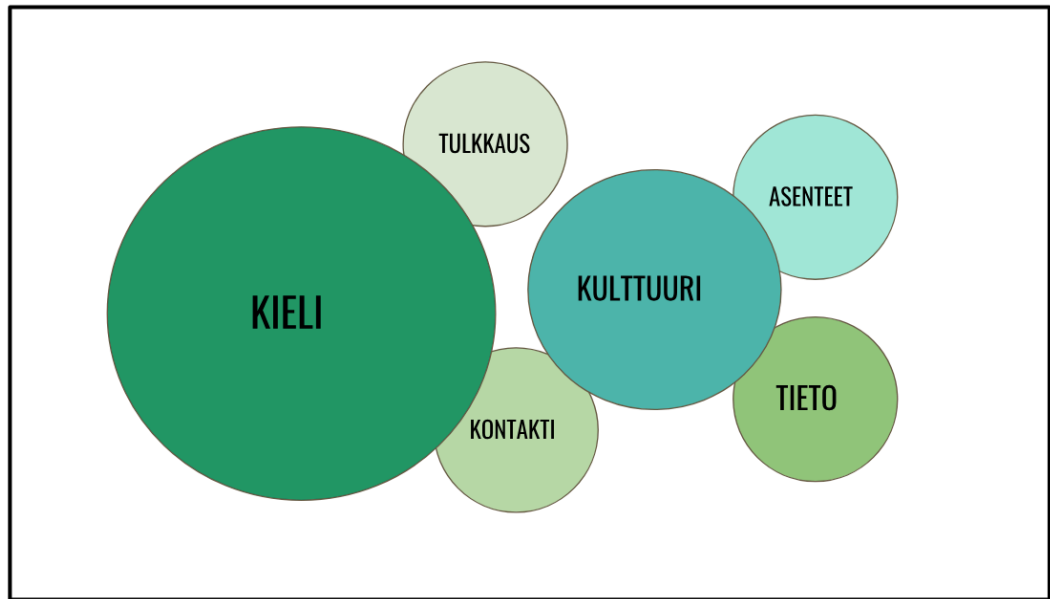 TULKKAUS
ASENTEET
KIELI
KULTTUURI
KONTAKTI
TIETO